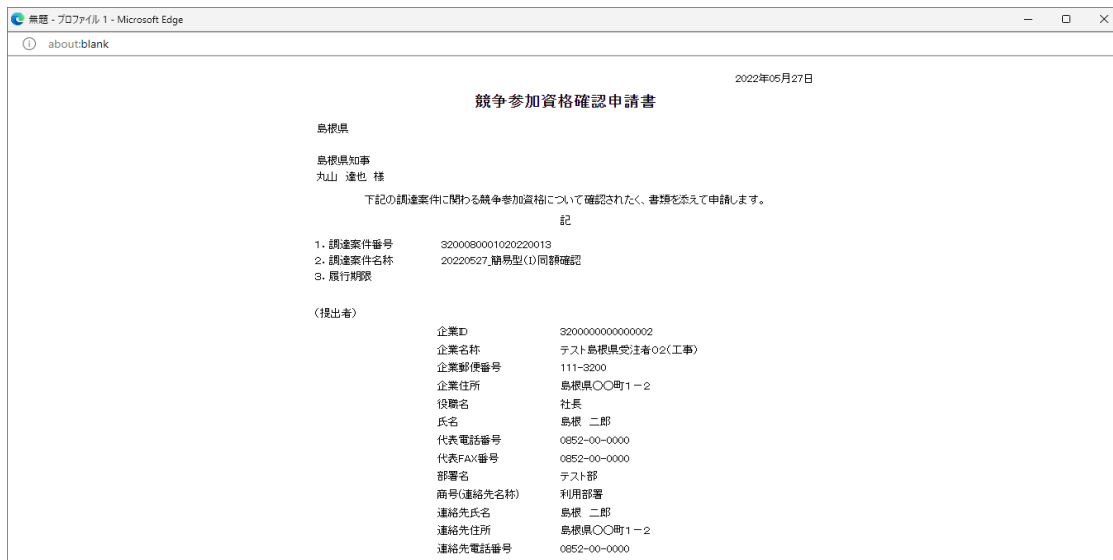 無題 - プロファイル 1 - Microsoft Edge
about:blank
2022年05月27日
競争参加資格確認申請書
島根県
島根県知事
丸山 達也 様
下記の調達案件に関わる競争参加資格について確認されたく、書類を添えて申請します。
記
1. 調達案件番号 3200080001020220013
2. 調達案件名称 20220527_簡易型(I)同額確認
3. 履行期限
(提出者)
企業ID 3200000000000002
企業名称 テスト島根県受注者02(工事)
企業郵便番号 111-3200
企業住所 島根県〇〇町1-2
役職名 社長
氏名 島根 二郎
代表電話番号 0852-00-0000
代表FAX番号 0852-00-0000
部署名 テスト部
商号(連絡先名称) 利用部署
連絡先氏名 島根 二郎
連絡先住所 島根県〇〇町1-2
連絡先電話番号 0852-00-0000